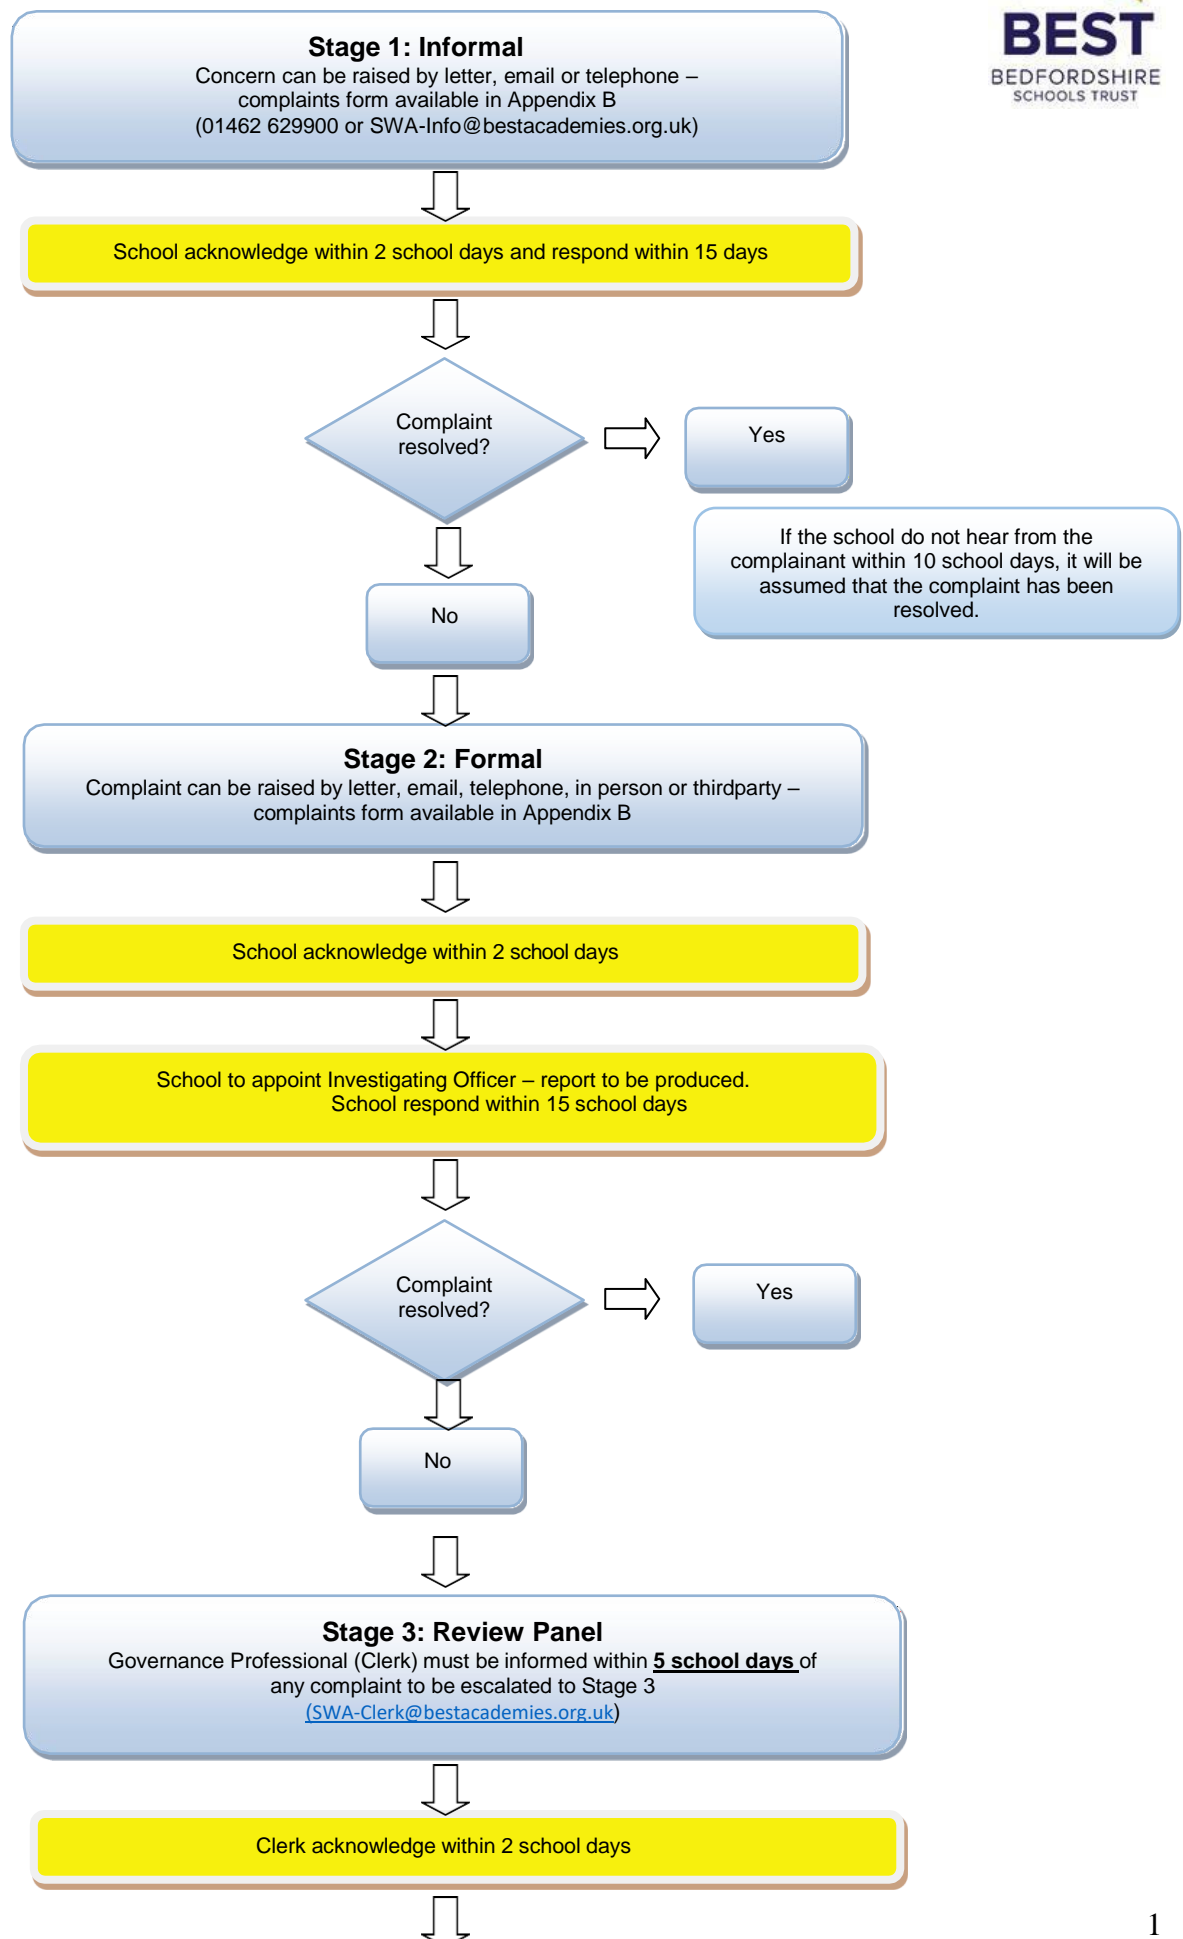 BEST
BEDFORDSHIRE
SCHOOLS TRUST
Stage 1: Informal
Concern can be raised by letter, email or telephone –
complaints form available in Appendix B
(01462 629900 or SWA-Info@bestacademies.org.uk)
School acknowledge within 2 school days and respond within 15 days
Complaint
resolved?
Yes
If the school do not hear from the
complainant within 10 school days, it will be
assumed that the complaint has been
resolved.
No
Stage 2: Formal
Complaint can be raised by letter, email, telephone, in person or thirdparty –
complaints form available in Appendix B
School acknowledge within 2 school days
School to appoint Investigating Officer – report to be produced.
School respond within 15 school days
Complaint
resolved?
Yes
No
Stage 3: Review Panel
Governance Professional (Clerk) must be informed within 5 school days of
any complaint to be escalated to Stage 3
(SWA-Clerk@bestacademies.org.uk)
Clerk acknowledge within 2 school days
1